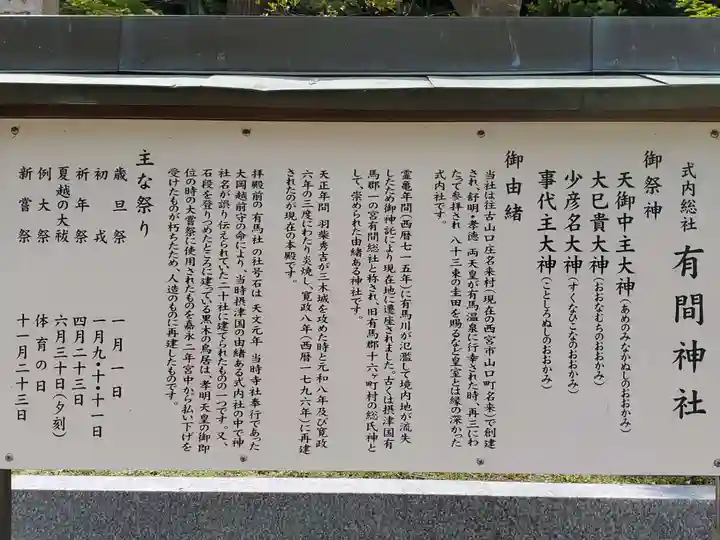 式内総社
有間神社
御祭神
天御中主大神（あめのみなかぬしのおおかみ）
大巳貴大神（おおなむちのおおかみ）
少彦名大神（すくなひこなのおおかみ）
事代主大神（ことしろぬしのおおかみ）
御由緒
当社は往古山口庄名来村（現在の西宮市山口町名来）で創建
され、舒明・孝徳 両天皇が有馬温泉に行幸された時、再三にわ
たって参拝され 八十三束の圭田を賜るなど皇室とは縁の深かった
式内社です。
霊亀年間（西暦七一五年）に有馬川が氾濫して境内地が流失
したため御神託により現在地に遷座されました。古くは摂津国有
馬郡一の宮有間総社と称され、旧有馬郡十六ヶ町村の総氏神と
して、崇められた由緒ある神社です。
天正年間 羽柴秀吉が三木城を攻めた時と元和八年及び寛政
六年の三度にわたり炎焼し、寛政八年（西暦一七九六年）に再建
されたのが現在の本殿です。
拝殿前の「有馬社」の社号石は 天文元年 当時寺社奉行であった
大岡越前守の命により、当時摂津国の由緒ある式内社の中で神
社名が誤り伝えられていた二十社に建てられたものの一つです。又、
石段を登りつめたところに建っている黒木の鳥居は、孝明天皇の御即
位の時の大嘗祭に使用されたものを嘉永二年宮中から払い下げを
受けたものが朽ちたため、人造のものに再建したものです。
主な祭り
歳旦祭 一月一日
初戎 一月九・十・十一日
祈年祭 四月二十三日
夏越の大祓 六月三十日（夕刻）
例大祭 体育の日
新嘗祭 十一月二十三日